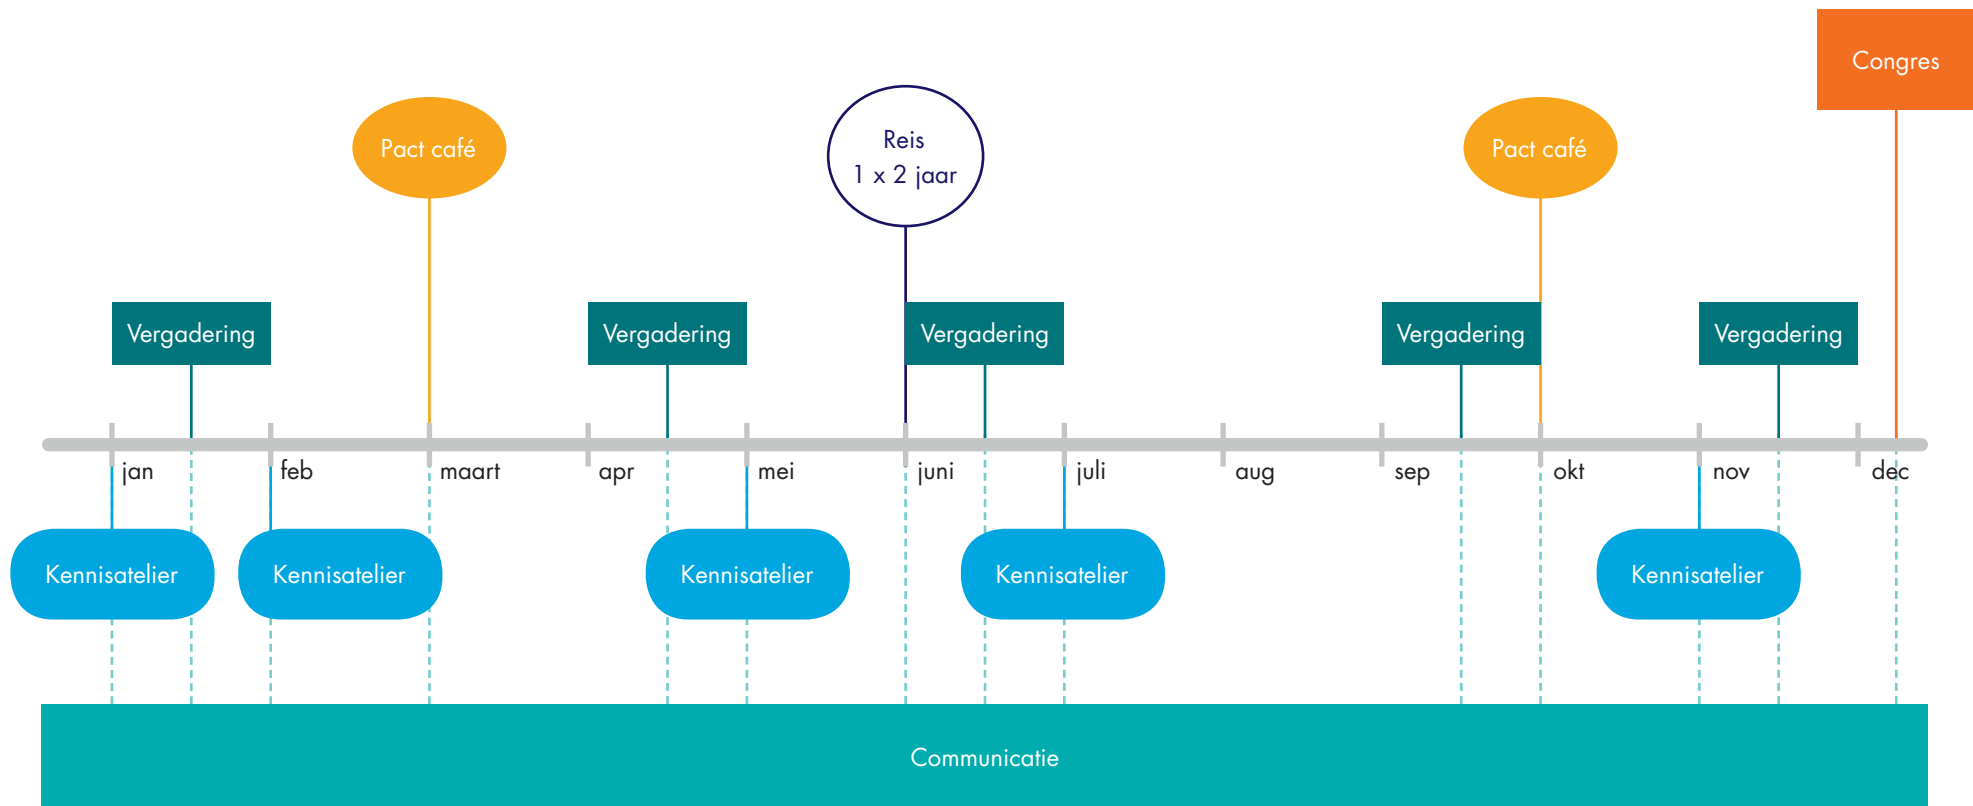 Congres
Pact café
Reis
1 x 2 jaar
Pact café
Vergadering
Vergadering
Vergadering
Vergadering
Vergadering
jan
feb
maart
apr
mei
juni
juli
aug
sep
okt
nov
dec
Kennisatelier
Kennisatelier
Kennisatelier
Kennisatelier
Kennisatelier
Communicatie